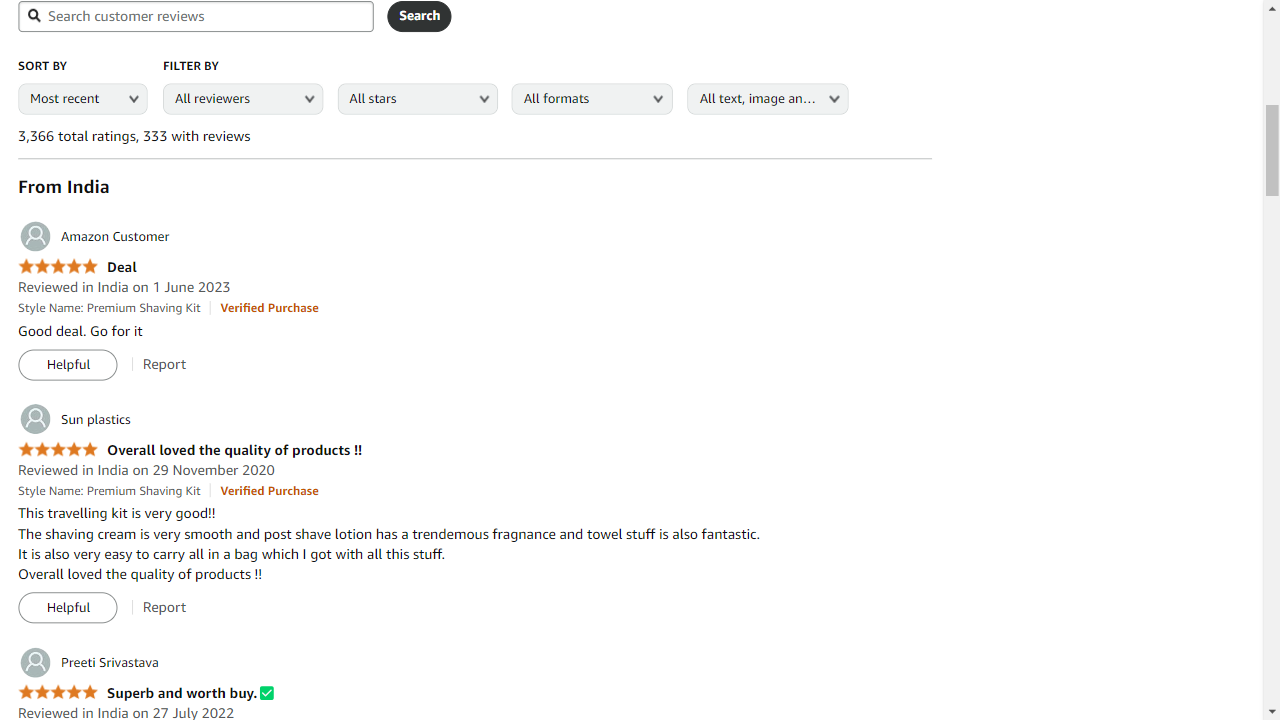 Search customer reviews
Search
SORT BY
FILTER BY
Most recent
All reviewers
All stars
All formats
All text, image an...
3,366 total ratings, 333 with reviews
From India
Amazon Customer
Deal
Reviewed in India on 1 June 2023
Style Name: Premium Shaving Kit
Verified Purchase
Good deal. Go for it
Helpful
Report
Sun plastics
Overall loved the quality of products !!
Reviewed in India on 29 November 2020
Style Name: Premium Shaving Kit
Verified Purchase
This travelling kit is very good!!
The shaving cream is very smooth and post shave lotion has a trendemous fragnance and towel stuff is also fantastic.
It is also very easy to carry all in a bag which I got with all this stuff.
Overall loved the quality of products !!
Helpful
Report
Preeti Srivastava
Superb and worth buy.✅
Reviewed in India on 27 July 2022